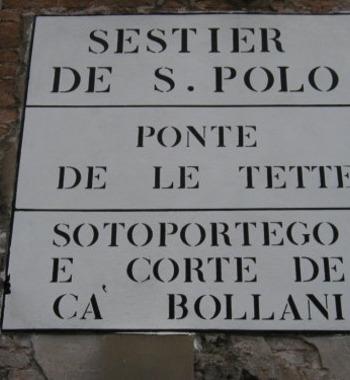 SESTIER
DE S. POLO
PONTE
DE LE TETTE
SOTOPORTEGO
E CORTE DE
CA' BOLLANI